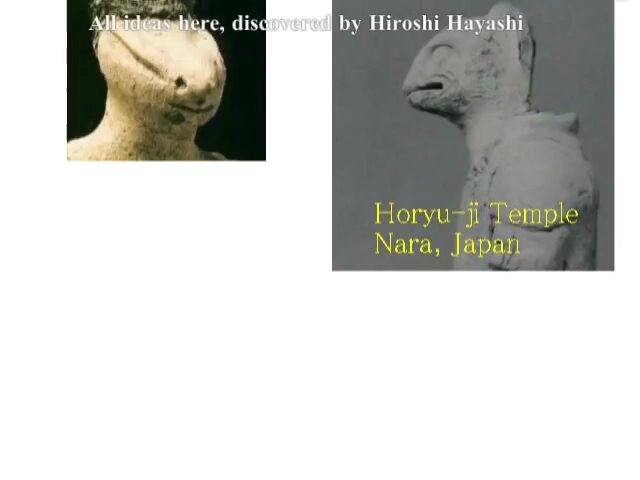 All ideas here, discovered by Hiroshi Hayashi
Horyu-ji Temple
Nara, Japan